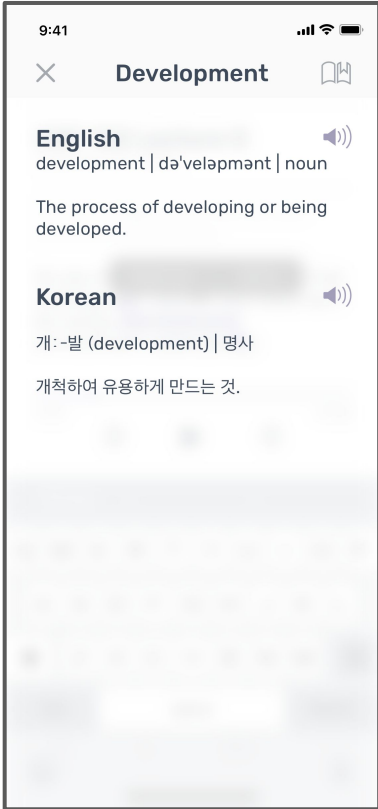 9:41
Development
English
development | də'veləpmənt | noun
The process of developing or being
developed.
Korean
개:-발 (development) | 명사
개척하여 유용하게 만드는 것.